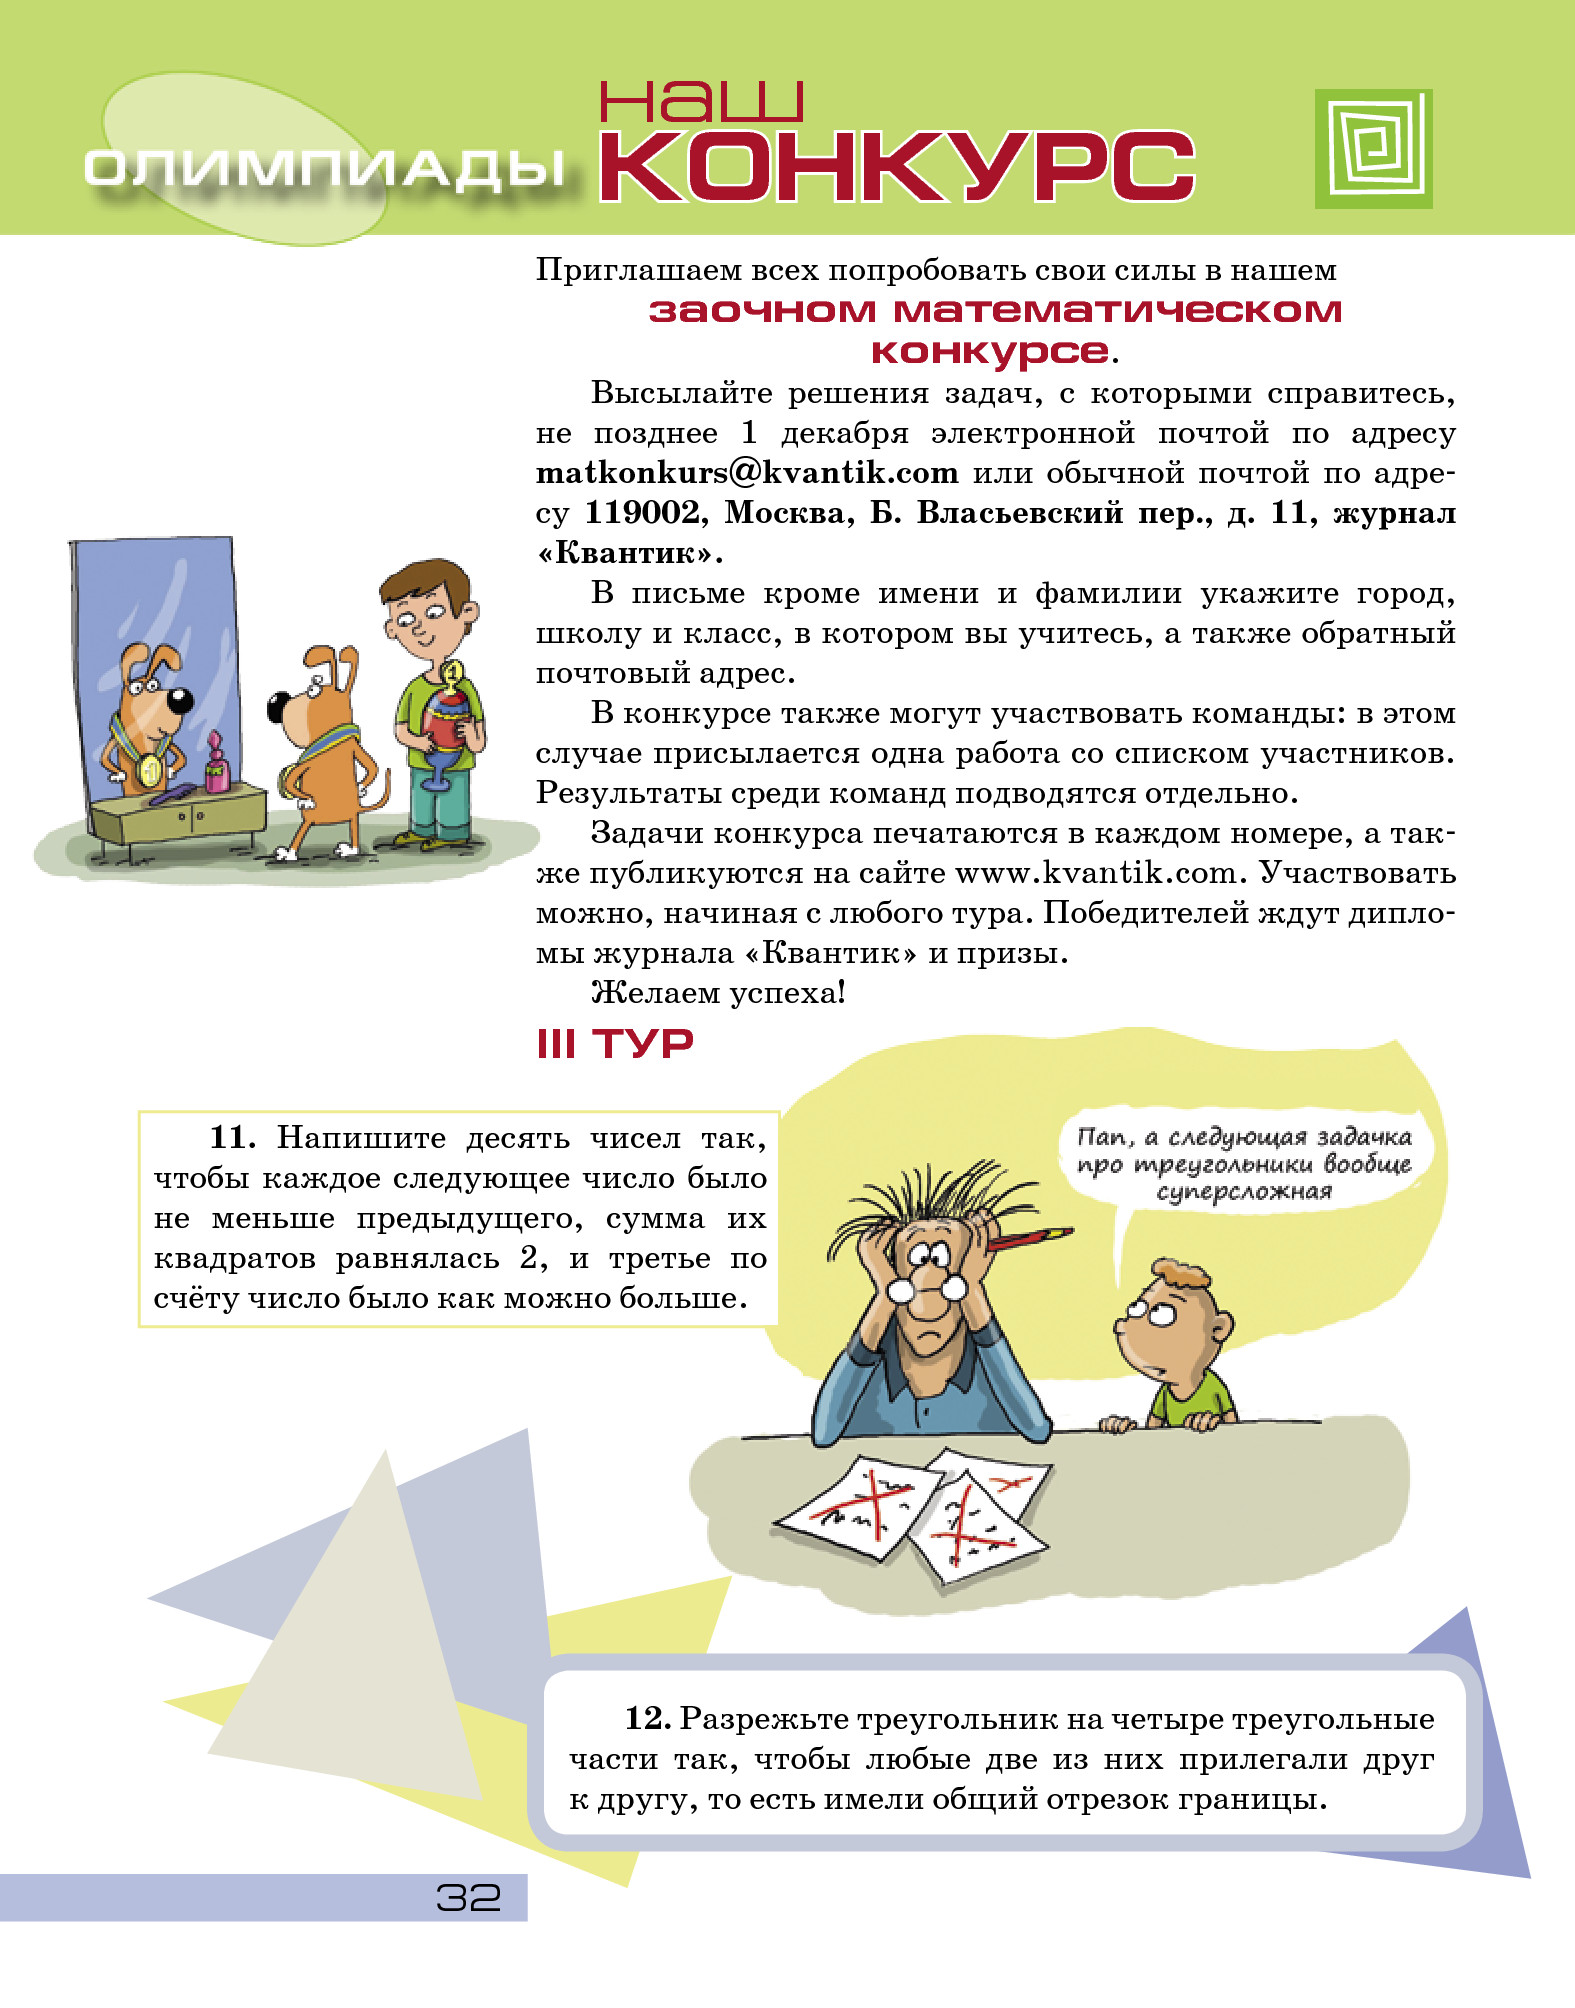 наш
ОЛИМПИАДЫ КОНКУРС
Приглашаем всех попробовать свои силы в нашем
заочном математическом
конкурсе.
Высылайте решения задач, с которыми справитесь,
не позднее 1 декабря электронной почтой по адресу
matkonkurs@kvantik.com или обычной почтой по адре-
су 119002, Москва, Б. Власьевский пер., д. 11, журнал
«Квантик».
В письме кроме имени и фамилии укажите город,
школу и класс, в котором вы учитесь, а также обратный
почтовый адрес.
В конкурсе также могут участвовать команды: в этом
случае присылается одна работа со списком участников.
Результаты среди команд подводятся отдельно.
Задачи конкурса печатаются в каждом номере, а так-
же публикуются на сайте www.kvantik.com. Участвовать
можно, начиная с любого тура. Победителей ждут дипло-
мы журнала «Квантик» и призы.
Желаем успеха!
1
1
III ТУР
11. Напишите десять чисел так,
чтобы каждое следующее число было
не меньше предыдущего, сумма их
квадратов равнялась 2, и третье по
счёту число было как можно больше.
Пап, а следующая задачка
про треугольники вообще
суперсложная
12. Разрежьте треугольник на четыре треугольные
части так, чтобы любые две из них прилегали друг
к другу, то есть имели общий отрезок границы.
32